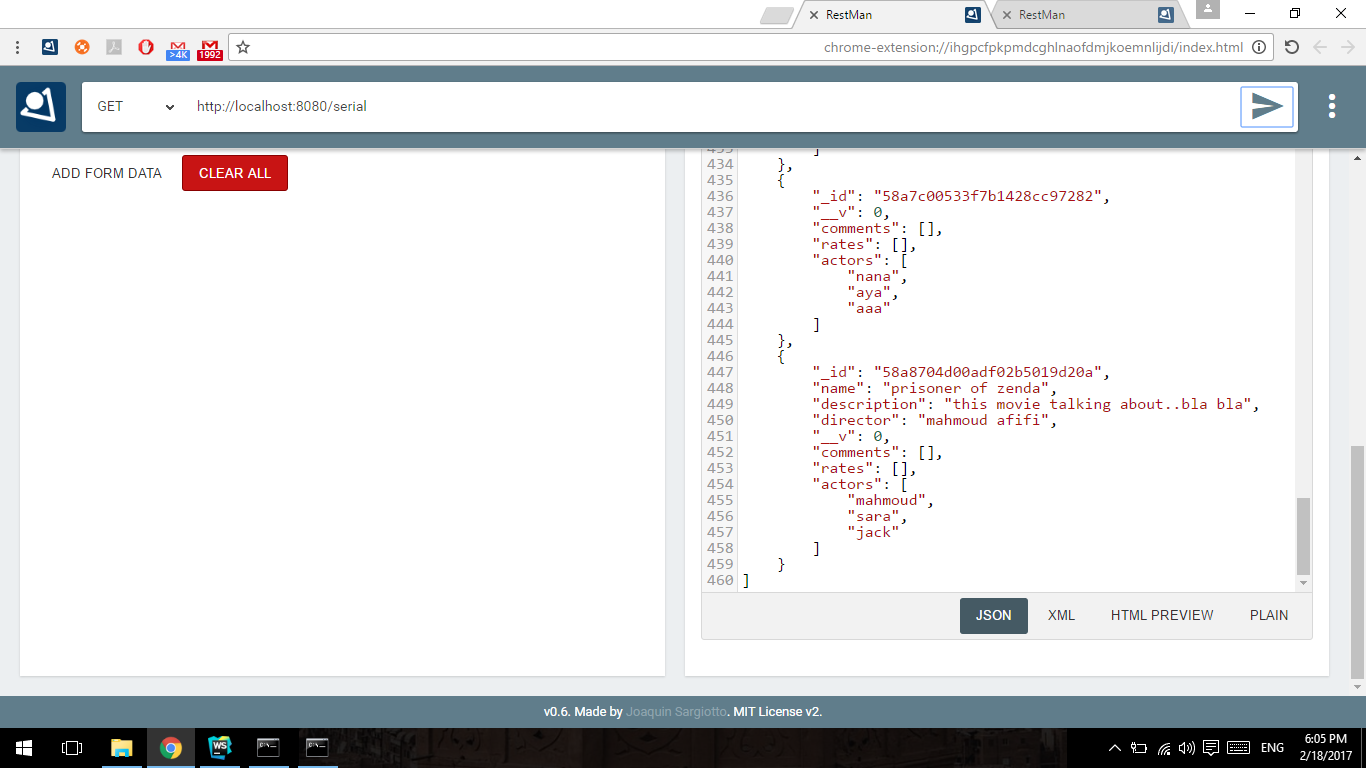 RestMan
RestMan
>4K
1992
chrome-extension://ihgpcfpkpmdcghlnaofdmjkoemnlijdi/index.html
GET
http://localhost:8080/serial
ADD FORM DATA
CLEAR ALL
433 ]
434 },
435 {
436 "_id": "58a7c00533f7b1428cc97282",
437 "__v": 0,
438 "comments": [],
439 "rates": [],
440 "actors": [
441 "nana",
442 "aya",
443 "aaa"
444 ]
445 },
446 {
447 "_id": "58a8704d00adf02b5019d20a",
448 "name": "prisoner of zenda",
449 "description": "this movie talking about..bla bla",
450 "director": "mahmoud afifi",
451 "__v": 0,
452 "comments": [],
453 "rates": [],
454 "actors": [
455 "mahmoud",
456 "sara",
457 "jack"
458 ]
459 }
460 ]
JSON
XML
HTML PREVIEW
PLAIN
v0.6. Made by Joaquin Sargiotto. MIT License v2.
WS
ENG
6:05 PM
2/18/2017